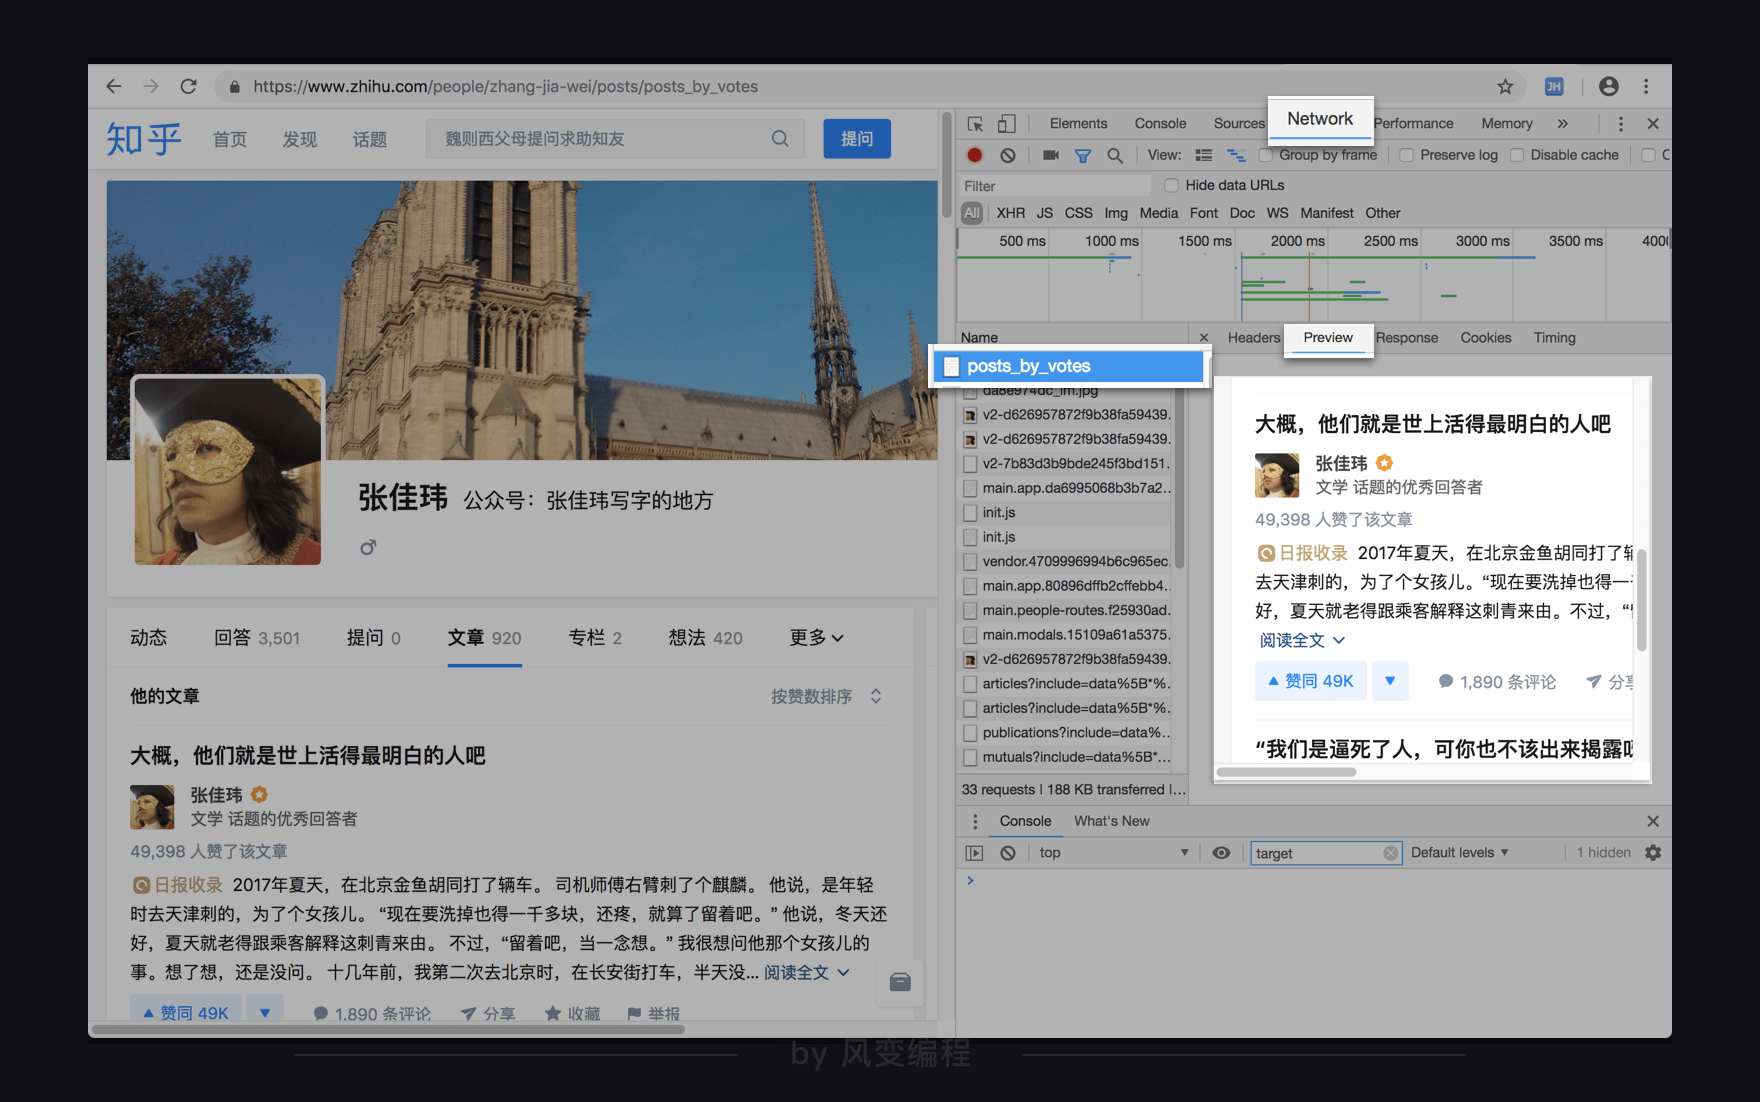 https://www.zhihu.com/people/zhang-jia-wei/posts/posts_by_votes
JH
知乎 首页 发现 话题 魏则西父母提问求助知友 提问
张佳玮 公众号：张佳玮写字的地方
动态 回答 3,501 提问 0 文章 920 专栏 2 想法 420 更多
他的文章 按赞数排序
大概，他们就是世上活得最明白的人吧
张佳玮
文学 话题的优秀回答者
49,398 人赞了该文章
日报收录 2017年夏天，在北京金鱼胡同打了辆车。 司机师傅右臂刺了个麒麟。 他说，是年轻
时去天津刺的，为了个女孩儿。 “现在要洗掉也得一千多块，还疼，就算了留着吧。” 他说，冬天还
好，夏天就老得跟乘客解释这刺青来由。 不过，“留着吧，当一念想。” 我很想问他那个女孩儿的
事。想了想，还是没问。 十几年前，我第二次去北京时，在长安街打车，半天没... 阅读全文
赞同 49K 1,890 条评论 分享 收藏 举报
Elements Console Sources Network Performance Memory
View: Group by frame Preserve log Disable cache
Filter Hide data URLs
All XHR JS CSS Img Media Font Doc WS Manifest Other
500 ms 1000 ms 1500 ms 2000 ms 2500 ms 3000 ms 3500 ms
Name
posts_by_votes
da8e974dc_im.jpg
v2-d626957872f9b38fa59439.
v2-d626957872f9b38fa59439.
v2-7b83d3b9bde245f3bd151.
main.app.da6995068b3b7a2..
init.js
init.js
vendor.4709996994b6c965ec.
main.app.80896dffb2cffebb4..
main.people-routes.f25930ad.
main.modals.15109a61a5375.
v2-d626957872f9b38fa59439.
articles?include=data%5B*%.
articles?include=data%5B*%.
publications?include=data%..
mutuals?include=data%5B*...
33 requests | 188 KB transferred |...
Headers Preview Response Cookies Timing
大概，他们就是世上活得最明白的人吧
张佳玮
文学 话题的优秀回答者
49,398 人赞了该文章
日报收录 2017年夏天，在北京金鱼胡同打了辆
去天津刺的，为了个女孩儿。“现在要洗掉也得一
好，夏天就老得跟乘客解释这刺青来由。不过，“
阅读全文
赞同 49K 1,890 条评论 分享
“我们是逼死了人，可你也不该出来揭露
Console What's New
top target Default levels 1 hidden
by 风变编程